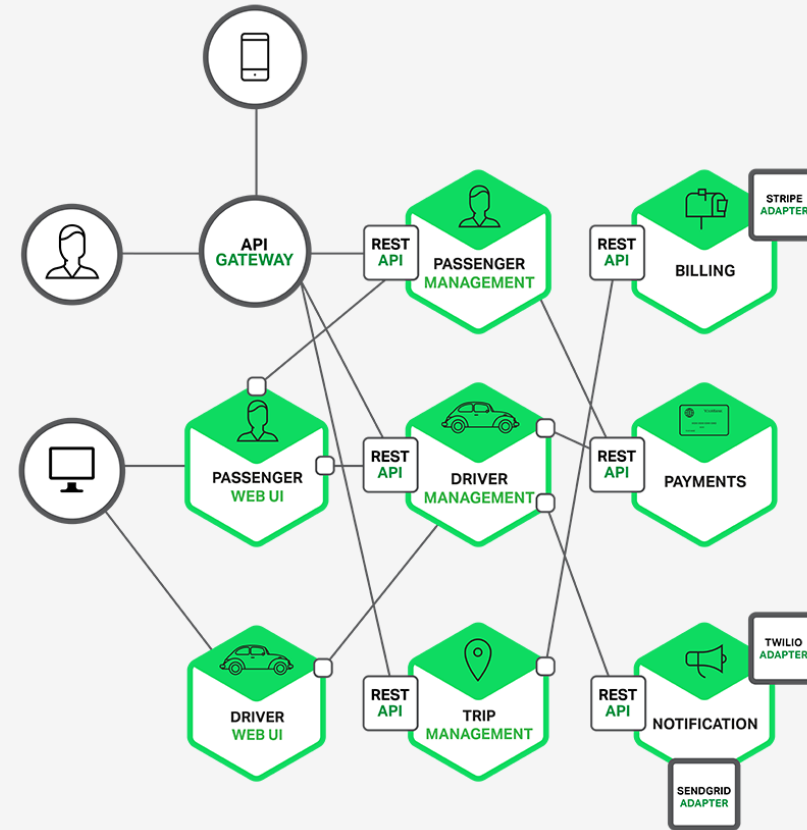 API
GATEWAY
REST
API
PASSENGER
MANAGEMENT
REST
API
BILLING
STRIPE
ADAPTER
PASSENGER
WEB UI
REST
API
DRIVER
MANAGEMENT
REST
API
PAYMENTS
DRIVER
WEB UI
REST
API
TRIP
MANAGEMENT
REST
API
NOTIFICATION
TWILIO
ADAPTER
SENDGRID
ADAPTER